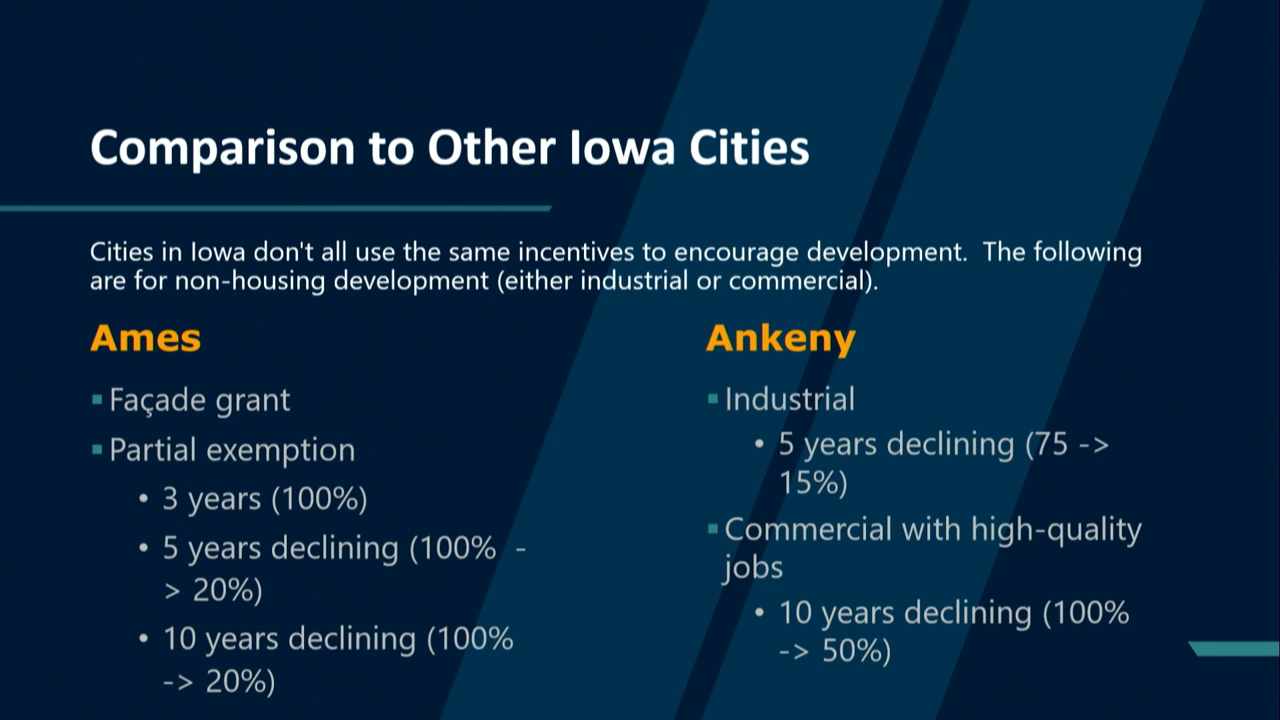 Comparison to Other Iowa Cities
Cities in Iowa don't all use the same incentives to encourage development.  The following
are for non-housing development (either industrial or commercial).
Ames
▪Façade grant
▪Partial exemption
• 3 years (100%)
• 5 years declining (100%  -
> 20%)
• 10 years declining (100%
-> 20%)
Ankeny
▪Industrial
• 5 years declining (75 ->
15%)
▪Commercial with high-quality
jobs
• 10 years declining (100%
-> 50%)